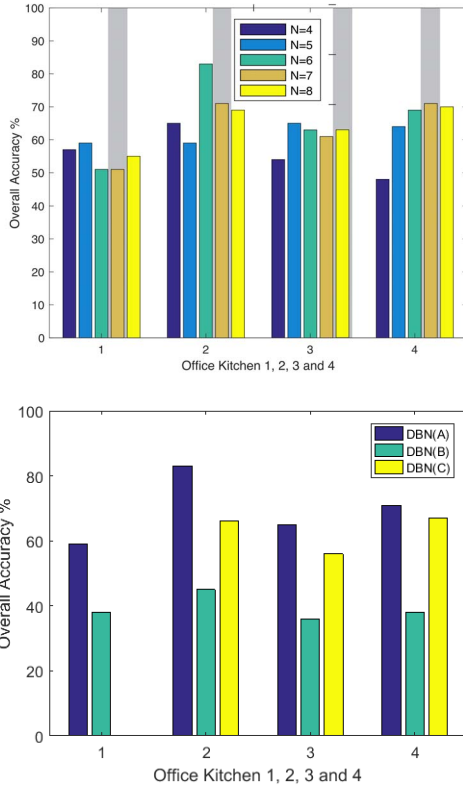 100
90
80
70
60
50
40
30
20
10
0
Overall Accuracy %
N=4
N=5
N=6
N=7
N=8
1 2 3 4
Office Kitchen 1, 2, 3 and 4
100
80
60
40
20
0
Overall Accuracy %
DBN(A)
DBN(B)
DBN(C)
1 2 3 4
Office Kitchen 1, 2, 3 and 4